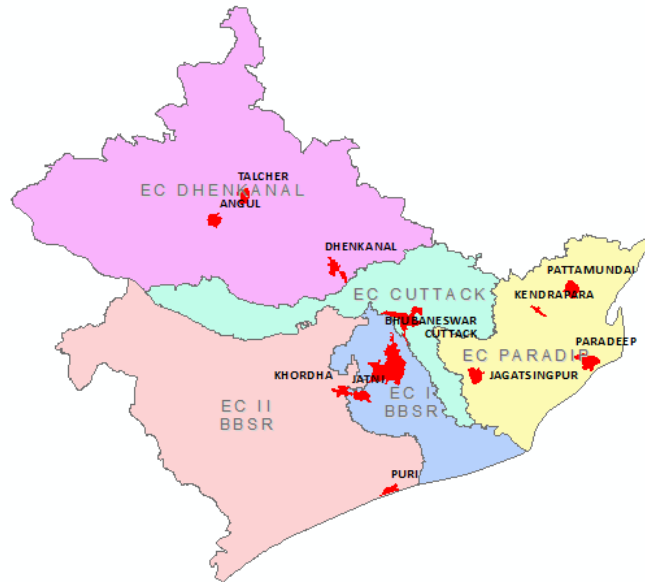 TALCHER
EC DHENKANAL
ANGUL
DHENKANAL
PATTAMUNDAI
EC CUTTACK
KENDRAPARA
BHUBANESWAR
CUTTACK
PARADEEP
EC PARADIP
KHORDHA
JATNI
JAGATSINGPUR
EC I
BBSR
EC II
BBSR
PURI